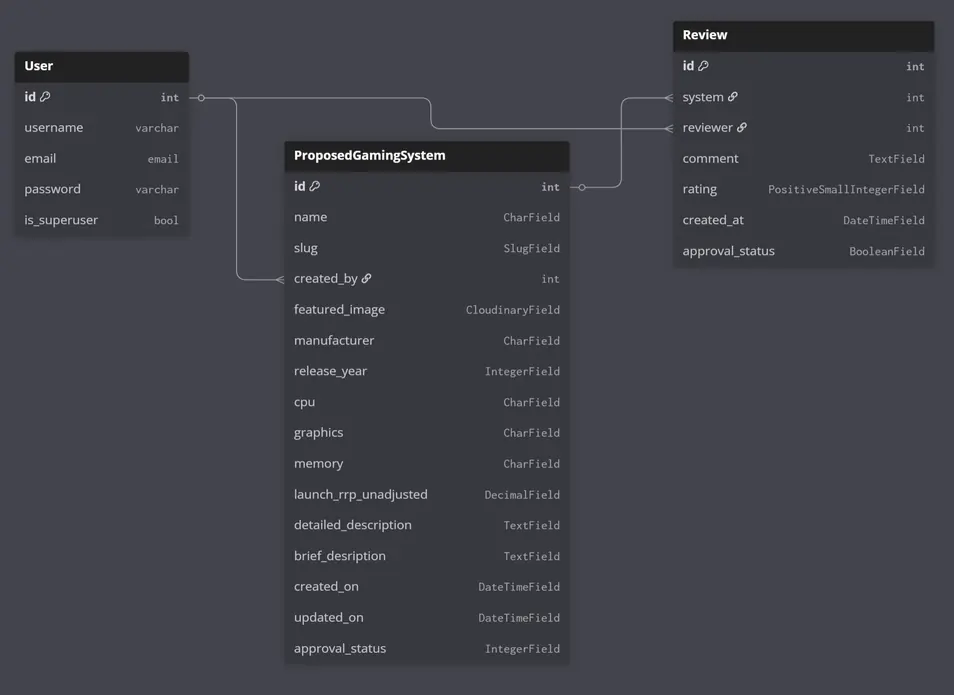 User
id int
username varchar
email email
password varchar
is_superuser bool
ProposedGamingSystem
id int
name CharField
slug SlugField
created_by int
featured_image CloudinaryField
manufacturer CharField
release_year IntegerField
cpu CharField
graphics CharField
memory CharField
launch_rrp_unadjusted DecimalField
detailed_description TextField
brief_desription TextField
created_on DateTimeField
updated_on DateTimeField
approval_status IntegerField
Review
id int
system int
reviewer int
comment TextField
rating PositiveSmallIntegerField
created_at DateTimeField
approval_status BooleanField